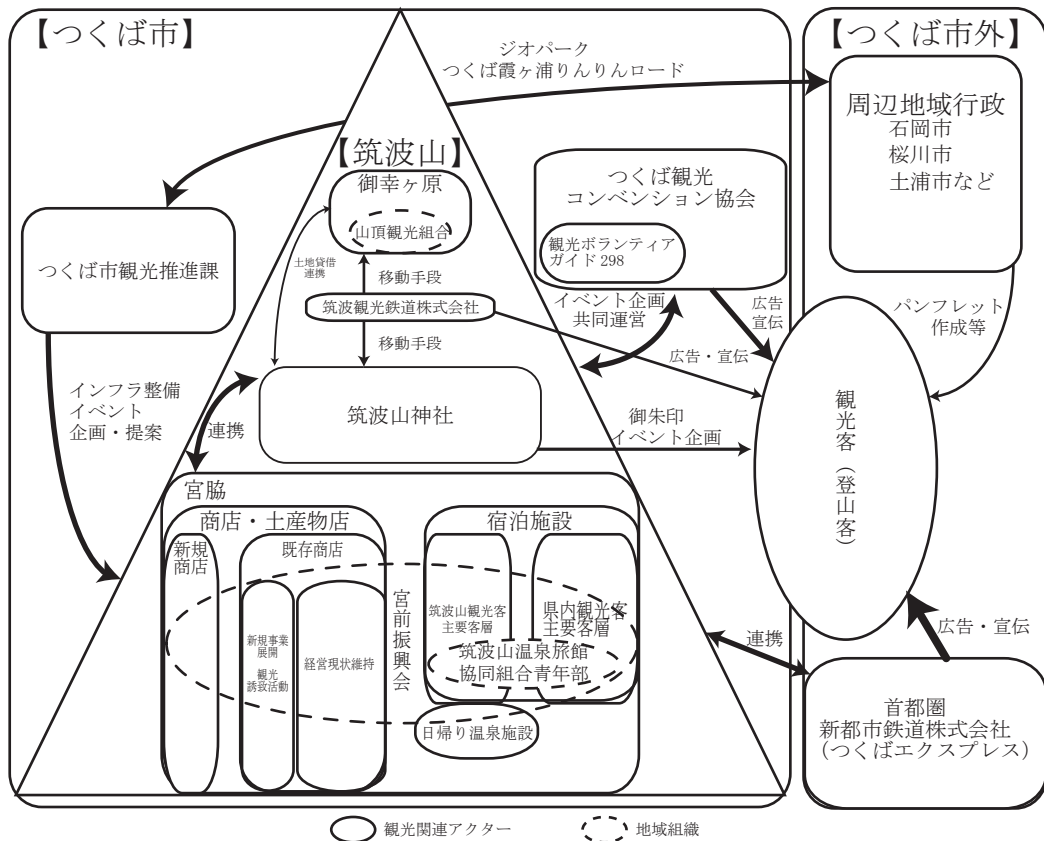 【つくば市】
【つくば市外】
ジオパーク
つくば霞ヶ浦りんりんロード
周辺地域行政
石岡市
桜川市
土浦市など
【筑波山】
御幸ヶ原
山頂観光組合
つくば観光
コンベンション協会
観光ボランティア
ガイド298
つくば市観光推進課
土地貸借
連携
移動手段
筑波観光鉄道株式会社
移動手段
イベント企画
共同運営
広告
宣伝
パンフレット
作成等
広告・宣伝
インフラ整備
イベント
企画・提案
連携
筑波山神社
御朱印
イベント企画
観光客（登山客）
宮脇
商店・土産物店
宿泊施設
新規
商店
既存商店
宮前振興会
筑波山観光客
主要客層
県内観光客
主要客層
新規事業
展開
観光
誘致活動
経営現状維持
筑波山温泉旅館
協同組合青年部
日帰り温泉施設
連携
広告・宣伝
首都圏
新都市鉄道株式会社
（つくばエクスプレス）
観光関連アクター
地域組織